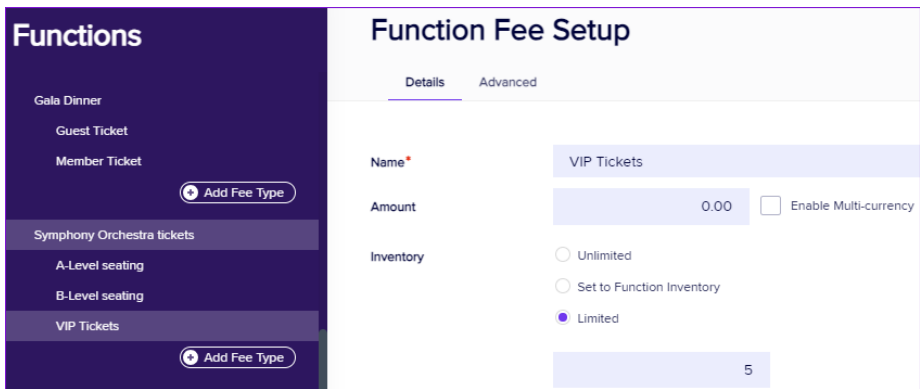 Functions
Gala Dinner
Guest Ticket
Member Ticket
Add Fee Type
Symphony Orchestra tickets
A-Level seating
B-Level seating
VIP Tickets
Add Fee Type
Function Fee Setup
Details Advanced
Name* VIP Tickets
Amount 0.00 Enable Multi-currency
Inventory Unlimited
Set to Function Inventory
Limited
5